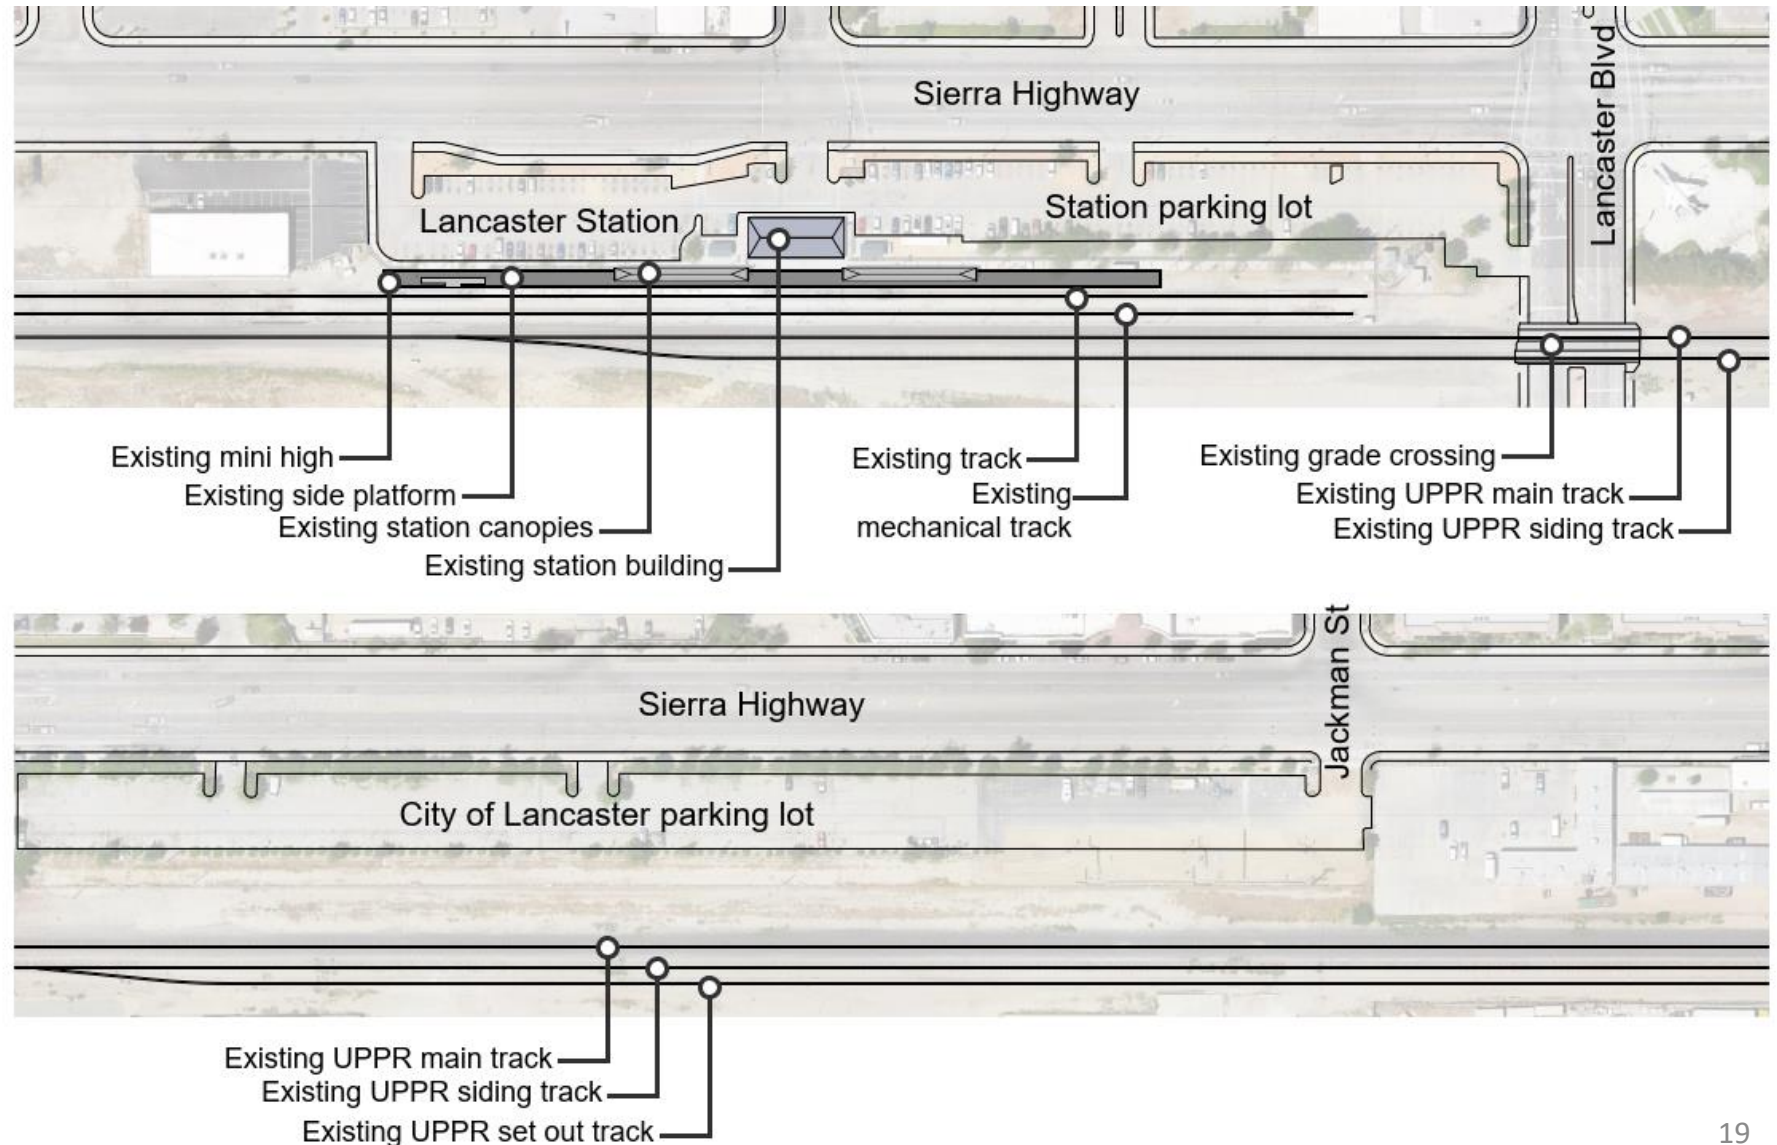 Sierra Highway
Lancaster Blvd
Lancaster Station
Station parking lot
Existing mini high
Existing side platform
Existing station canopies
Existing station building
Existing track
Existing
mechanical track
Existing grade crossing
Existing UPPR main track
Existing UPPR siding track
Jackman St
Sierra Highway
City of Lancaster parking lot
Existing UPPR main track
Existing UPPR siding track
Existing UPPR set out track
19